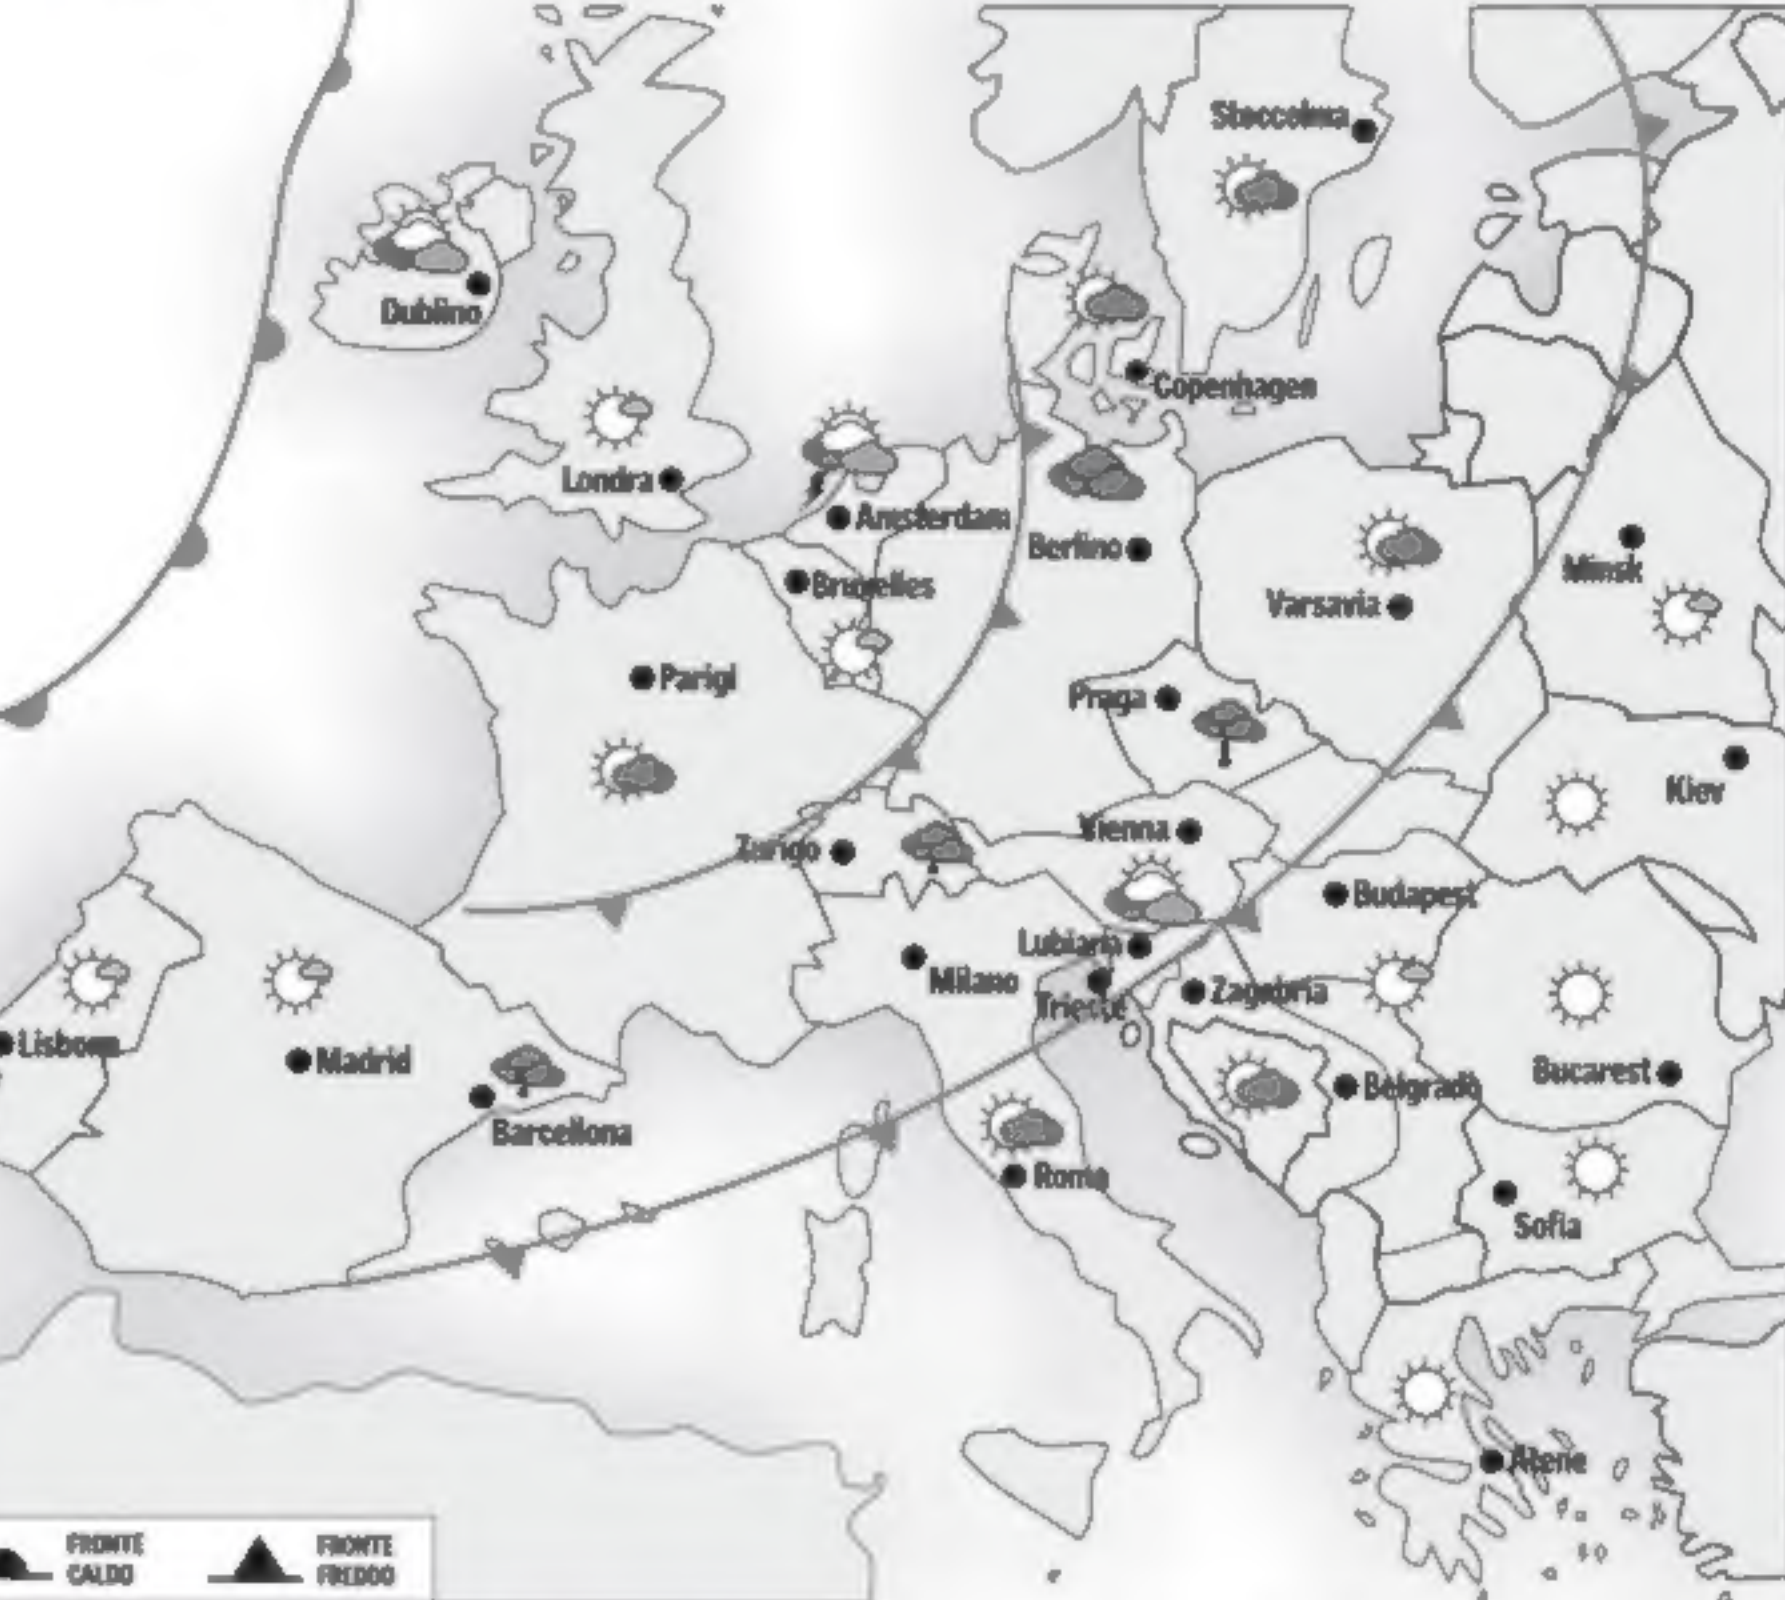 Stoccolma
Dublino
Copenhagen
Londra
Amsterdam
Berlino
Bruxelles
Minsk
Varsavia
Parigi
Praga
Kiev
Vienna
Zurigo
Budapest
Lubiana
Milano
Zagabria
Trieste
Lisbona
Madrid
Bucarest
Belgrado
Barcellona
Roma
Sofia
Atene
FRONTE
CALDO
FRONTE
FREDDO